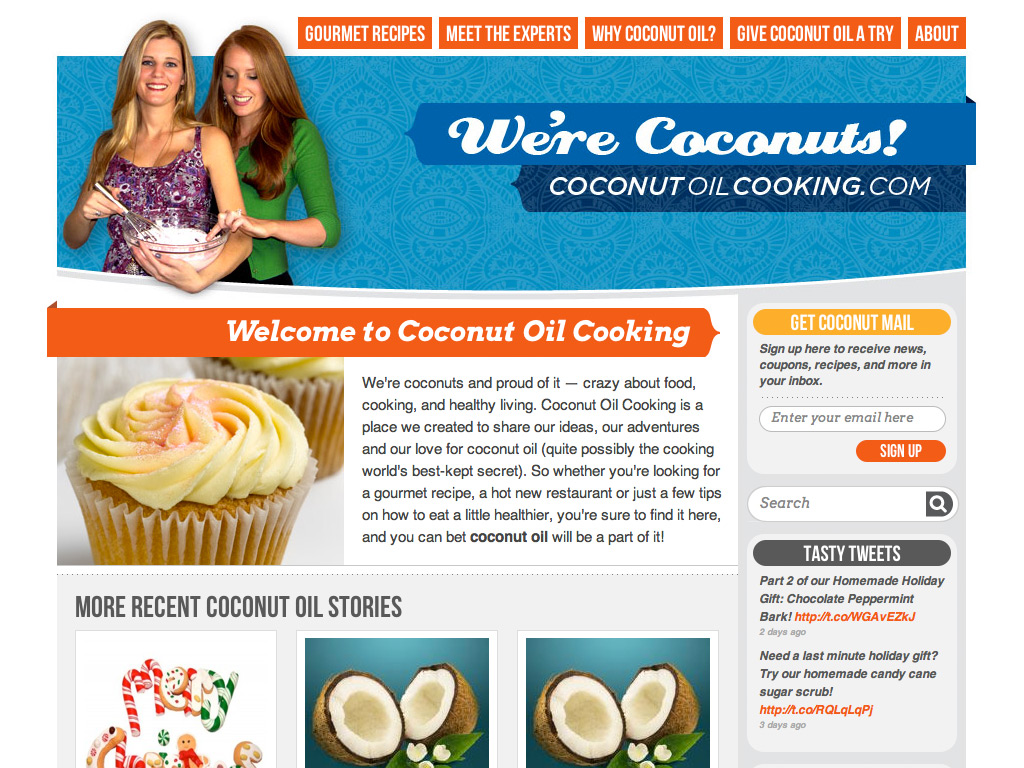 GOURMET RECIPES
MEET THE EXPERTS
WHY COCONUT OIL?
GIVE COCONUT OIL A TRY
ABOUT
We're Coconuts!
COCONUTOILCOOKING.COM
Welcome to Coconut Oil Cooking
We're coconuts and proud of it — crazy about food,
cooking, and healthy living. Coconut Oil Cooking is a
place we created to share our ideas, our adventures
and our love for coconut oil (quite possibly the cooking
world's best-kept secret). So whether you're looking for
a gourmet recipe, a hot new restaurant or just a few tips
on how to eat a little healthier, you're sure to find it here,
and you can bet coconut oil will be a part of it!
MORE RECENT COCONUT OIL STORIES
Merry
GET COCONUT MAIL
Sign up here to receive news,
coupons, recipes, and more in
your inbox.
Enter your email here
SIGN UP
Search
TASTY TWEETS
Part 2 of our Homemade Holiday
Gift: Chocolate Peppermint
Bark! http://t.co/WGAvEZkJ
2 days ago
Need a last minute holiday gift?
Try our homemade candy cane
sugar scrub!
http://t.co/RQLqLqPj
3 days ago